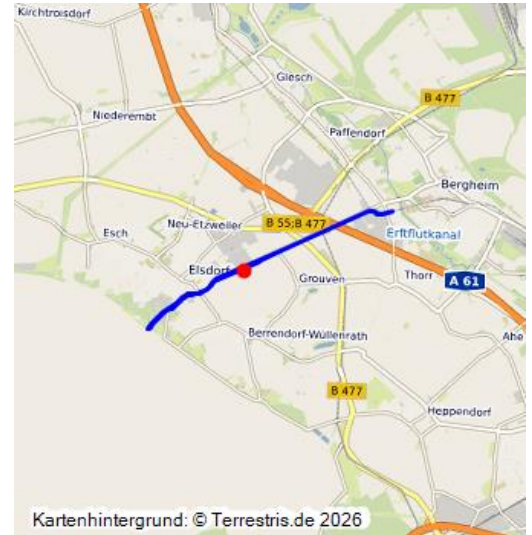 Kirchtroisdorf
Glesch
B 477
Niederembt
Paffendorf
Bergheim
Neu-Etzweiler
B 55;B 477
Esch
Erftflutkanal
Elsdorf
Grouven
Thorr
A 61
Berrendorf-Wüllenrath
Ahe
B 477
Heppendorf
Kartenhintergrund: © Terrestris.de 2026